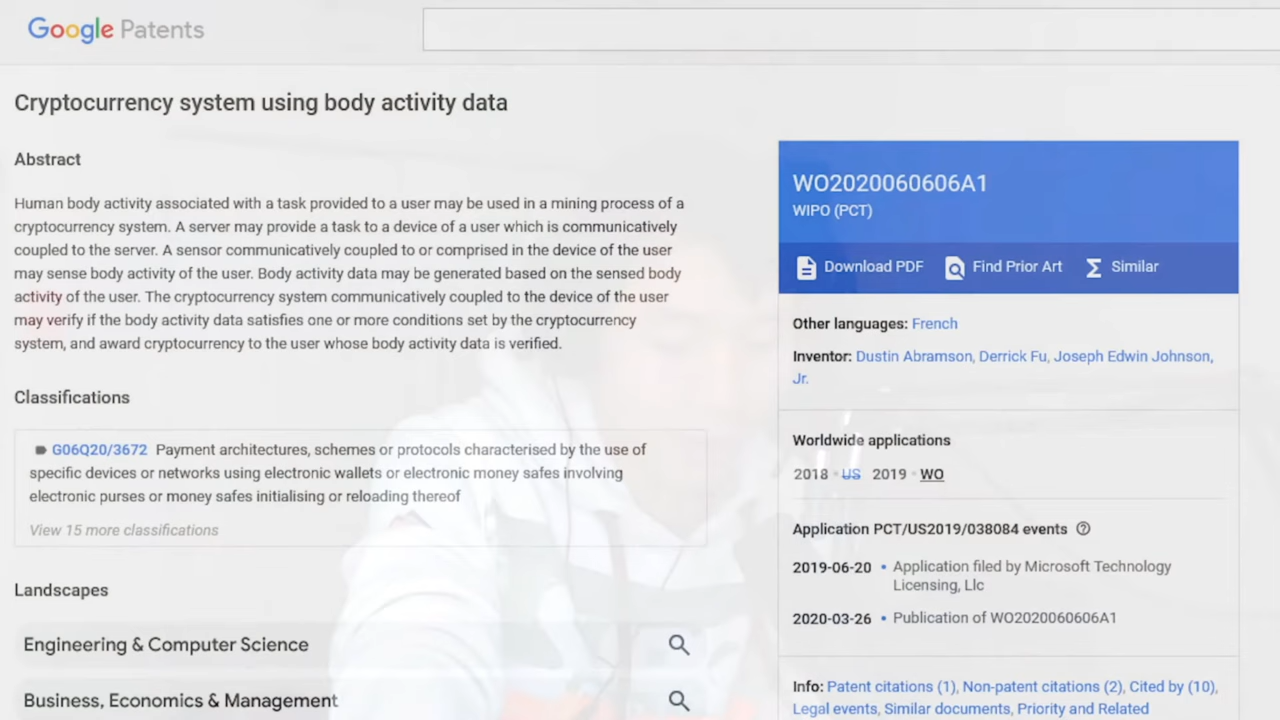 Google Patents
Cryptocurrency system using body activity data
Abstract
Human body activity associated with a task provided to a user may be used in a mining process of a
cryptocurrency system. A server may provide a task to a device of a user which is communicatively
coupled to the server. A sensor communicatively coupled to or comprised in the device of the user
may sense body activity of the user. Body activity data may be generated based on the sensed body
activity of the user. The cryptocurrency system communicatively coupled to the device of the user
may verify if the body activity data satisfies one or more conditions set by the cryptocurrency
system, and award cryptocurrency to the user whose body activity data is verified.
Classifications
G06Q20/3672 Payment architectures, schemes or protocols characterised by the use of
specific devices or networks using electronic wallets or electronic money safes involving
electronic purses or money safes initialising or reloading thereof
View 15 more classifications
Landscapes
Engineering & Computer Science
Business, Economics & Management
WO2020060606A1
WIPO (PCT)
Download PDF Find Prior Art Σ Similar
Other languages: French
Inventor: Dustin Abramson, Derrick Fu, Joseph Edwin Johnson,
Jr.
Worldwide applications
2018 • US 2019 • WO
Application PCT/US2019/038084 events
2019-06-20 • Application filed by Microsoft Technology
Licensing, Llc
2020-03-26 • Publication of WO2020060606A1
Info: Patent citations (1), Non-patent citations (2), Cited by (10),
Legal events, Similar documents, Priority and Related